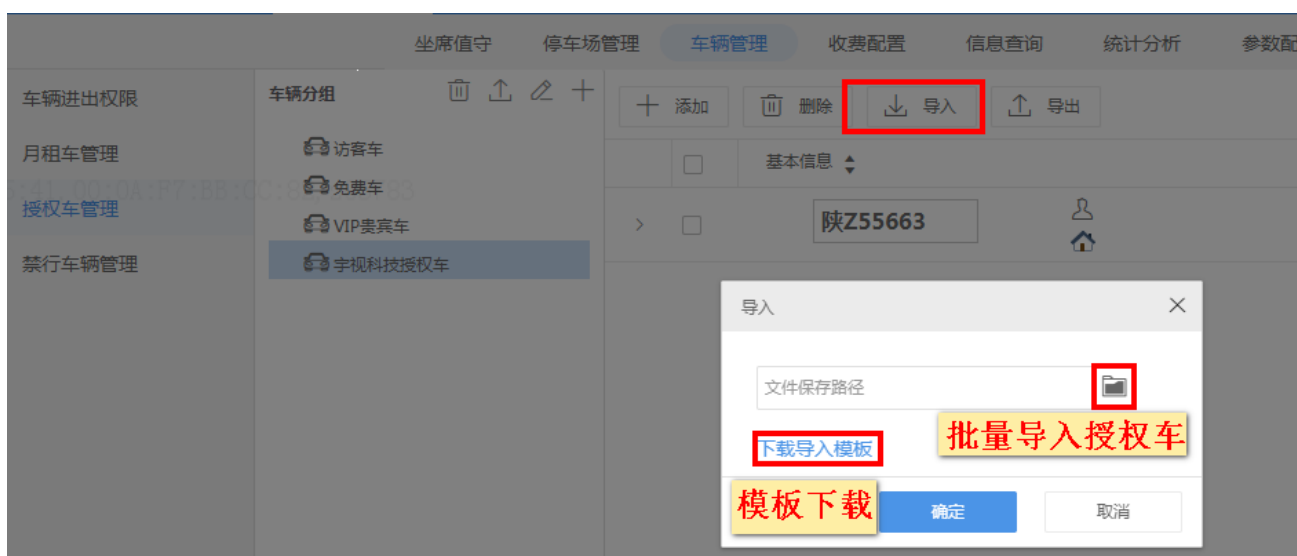 坐席值守 停车场管理 车辆管理 收费配置 信息查询 统计分析 参数配
车辆进出权限
月租车管理
授权车管理
禁行车辆管理
车辆分组
访客车
免费车
VIP贵宾车
宇视科技授权车
添加 删除 导入 导出
基本信息
陕Z55663
导入
文件保存路径
下载导入模板
批量导入授权车
模板下载
确定 取消